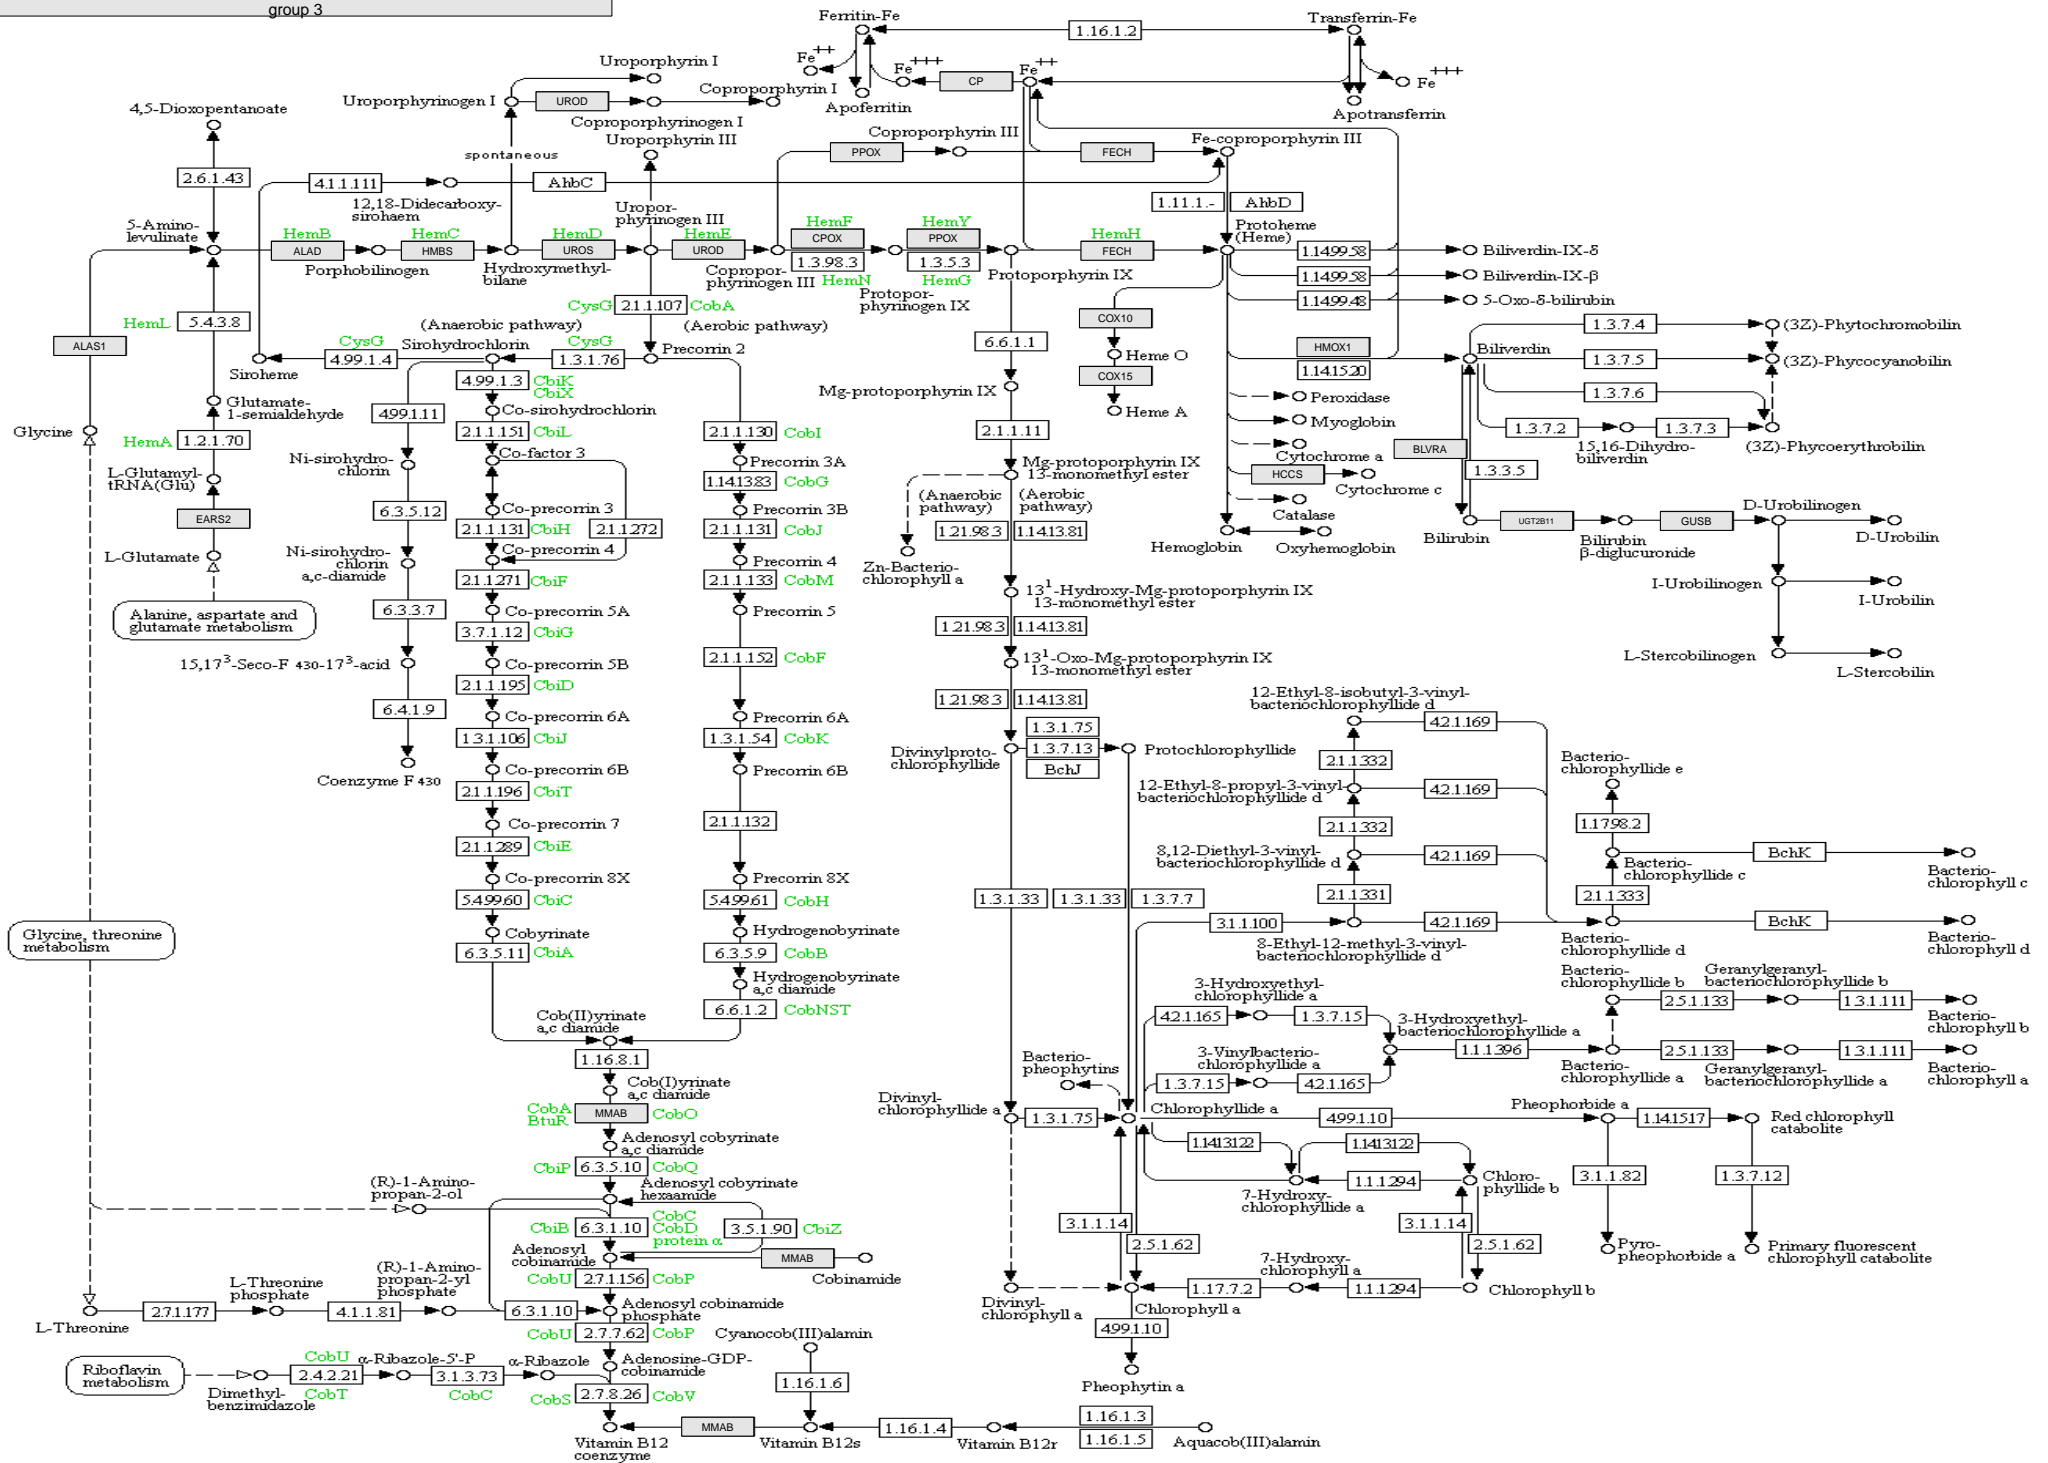 group 3
Ferritin-Fe
1.16.1.2
Transferrin-Fe
Fe++
Fe+++
CP
Fe++
Fe+++
Apoferritin
Apotransferrin
Uroporphyrin I
Uroporphyrinogen I
UROD
Coproporphyrin I
Coproporphyrinogen I
Uroporphyrin III
Coproporphyrin III
PPOX
FECH
Fe-coproporphyrin III
4,5-Dioxopentanoate
spontaneous
2.6.1.43
4.1.1.111
AhbC
12,18-Didecarboxy-
sirohaem
1.11.1.-
AhbD
5-Amino-
levulinate
Uropor-
phyrinogen III
Protoheme
(Heme)
HemB
HemC
HemD
HemE
HemF
HemY
HemH
ALAD
HMBS
UROS
UROD
CPOX
PPOX
FECH
1.3.98.3
1.3.5.3
HemN
HemG
Porphobilinogen
Hydroxymethyl-
bilane
Copropor-
phyrinogen III
Protopor-
phyrinogen IX
Protoporphyrin IX
1.14.99.58
Biliverdin-IX-δ
1.14.99.58
Biliverdin-IX-β
1.14.99.48
5-Oxo-δ-bilirubin
CysG
2.1.1.107
CobA
HemL
5.4.3.8
(Anaerobic pathway)
(Aerobic pathway)
ALAS1
CysG
Sirohydrochlorin
CysG
4.99.1.4
1.3.1.76
Precorrin 2
Siroheme
6.6.1.1
COX10
Heme O
COX15
Heme A
HMOX1
1.14.15.20
Biliverdin
1.3.7.4
(3Z)-Phytochromobilin
1.3.7.5
(3Z)-Phycocyanobilin
1.3.7.6
1.3.7.2
1.3.7.3
15,16-Dihydro-
biliverdin
(3Z)-Phycoerythrobilin
Mg-protoporphyrin IX
Peroxidase
Myoglobin
Cytochrome a
HCCS
Cytochrome c
Catalase
Hemoglobin
Oxyhemoglobin
BLVRA
1.3.3.5
Bilirubin
UGT2B11
Bilirubin
β-diglucuronide
GUSB
D-Urobilinogen
D-Urobilin
I-Urobilinogen
I-Urobilin
L-Stercobilinogen
L-Stercobilin
Glycine
Glutamate-
1-semialdehyde
HemA
1.2.1.70
L-Glutamyl-
tRNA(Glu)
EARS2
L-Glutamate
Alanine, aspartate and
glutamate metabolism
4.99.1.11
Ni-sirohydro-
chlorin
6.3.5.12
Ni-sirohydro-
chlorin
a,c-diamide
6.3.3.7
15,17³-Seco-F 430-17³-acid
6.4.1.9
Coenzyme F 430
4.99.1.3
CbiK
CbiX
Co-sirohydrochlorin
2.1.1.151
CbiL
Co-factor 3
Co-precorrin 3
2.1.1.131
CbiH
2.1.1.272
Co-precorrin 4
2.1.1.271
CbiF
Co-precorrin 5A
3.7.1.12
CbiG
Co-precorrin 5B
2.1.1.195
CbiD
Co-precorrin 6A
1.3.1.106
CbiJ
Co-precorrin 6B
2.1.1.196
CbiT
Co-precorrin 7
2.1.1.289
CbiE
Co-precorrin 8X
5.4.99.60
CbiC
Cobyrinate
6.3.5.11
CbiA
2.1.1.130
CobI
Precorrin 3A
1.14.13.83
CobG
Precorrin 3B
2.1.1.131
CobJ
Precorrin 4
2.1.1.133
CobM
Precorrin 5
2.1.1.152
CobF
Precorrin 6A
1.3.1.54
CobK
Precorrin 6B
2.1.1.132
Precorrin 8X
5.4.99.61
CobH
Hydrogenobyrinate
6.3.5.9
CobB
Hydrogenobyrinate
a,c diamide
6.6.1.2
CobNST
2.1.1.11
Mg-protoporphyrin IX
13-monomethyl ester
(Anaerobic
pathway)
(Aerobic
pathway)
1.21.98.3
1.14.13.81
Zn-Bacterio-
chlorophyll a
13¹-Hydroxy-Mg-protoporphyrin IX
13-monomethyl ester
1.21.98.3
1.14.13.81
13¹-Oxo-Mg-protoporphyrin IX
13-monomethyl ester
1.21.98.3
1.14.13.81
Divinylproto-
chlorophyllide
1.3.1.75
1.3.7.13
BchJ
Protochlorophyllide
1.3.1.33
1.3.1.33
1.3.7.7
12-Ethyl-8-isobutyl-3-vinyl-
bacteriochlorophyllide d
4.2.1.169
2.1.1.332
12-Ethyl-8-propyl-3-vinyl-
bacteriochlorophyllide d
4.2.1.169
2.1.1.332
8,12-Diethyl-3-vinyl-
bacteriochlorophyllide d
4.2.1.169
2.1.1.331
3.1.1.100
4.2.1.169
8-Ethyl-12-methyl-3-vinyl-
bacteriochlorophyllide d
Bacterio-
chlorophyllide e
1.17.98.2
Bacterio-
chlorophyllide c
BchK
Bacterio-
chlorophyll c
2.1.1.333
Bacterio-
chlorophyllide d
BchK
Bacterio-
chlorophyll d
Glycine, threonine
metabolism
3-Hydroxyethyl-
chlorophyllide a
4.2.1.165
1.3.7.15
3-Hydroxyethyl-
bacteriochlorophyllide a
3-Vinylbacterio-
chlorophyllide a
1.3.7.15
4.2.1.165
1.1.1.396
Bacterio-
chlorophyllide b
Geranylgeranyl-
bacteriochlorophyllide b
2.5.1.133
1.3.1.111
Bacterio-
chlorophyll b
Bacterio-
chlorophyllide a
2.5.1.133
Geranylgeranyl-
bacteriochlorophyllide a
1.3.1.111
Bacterio-
chlorophyll a
Bacterio-
pheophytins
Cob(II)yrinate
a,c diamide
1.16.8.1
Cob(I)yrinate
a,c diamide
CobA
BtuR
MMAB
CobO
Adenosyl cobyrinate
a,c diamide
CbiP
6.3.5.10
CobQ
Adenosyl cobyrinate
hexaamide
CbiB
6.3.1.10
CobC
CobD
protein α
3.5.1.90
CbiZ
Adenosyl
cobinamide
MMAB
Cobinamide
CobU
2.7.1.156
CobP
(R)-1-Amino-
propan-2-ol
(R)-1-Amino-
propan-2-yl
phosphate
L-Threonine
phosphate
L-Threonine
2.7.1.177
4.1.1.81
6.3.1.10
Adenosyl cobinamide
phosphate
CobU
2.7.7.62
CobP
Adenosine-GDP-
cobinamide
Riboflavin
metabolism
Dimethyl-
benzimidazole
CobU
2.4.2.21
CobT
α-Ribazole-5'-P
3.1.3.73
CobC
α-Ribazole
CobS
2.7.8.26
CobV
Vitamin B12
coenzyme
MMAB
Cyanocob(III)alamin
1.16.1.6
Vitamin B12s
1.16.1.4
Vitamin B12r
1.16.1.3
1.16.1.5
Aquacob(III)alamin
Divinyl-
chlorophyllide a
1.3.1.75
Chlorophyllide a
4.99.1.10
Pheophorbide a
1.14.15.17
Red chlorophyll
catabolite
1.14.13.122
1.14.13.122
7-Hydroxy-
chlorophyllide a
1.1.1.294
Chloro-
phyllide b
3.1.1.82
1.3.7.12
Pyro-
pheophorbide a
Primary fluorescent
chlorophyll catabolite
3.1.1.14
2.5.1.62
3.1.1.14
2.5.1.62
7-Hydroxy-
chlorophyll a
Divinyl-
chlorophyll a
Chlorophyll a
1.17.7.2
1.1.1.294
Chlorophyll b
4.99.1.10
Pheophytin a